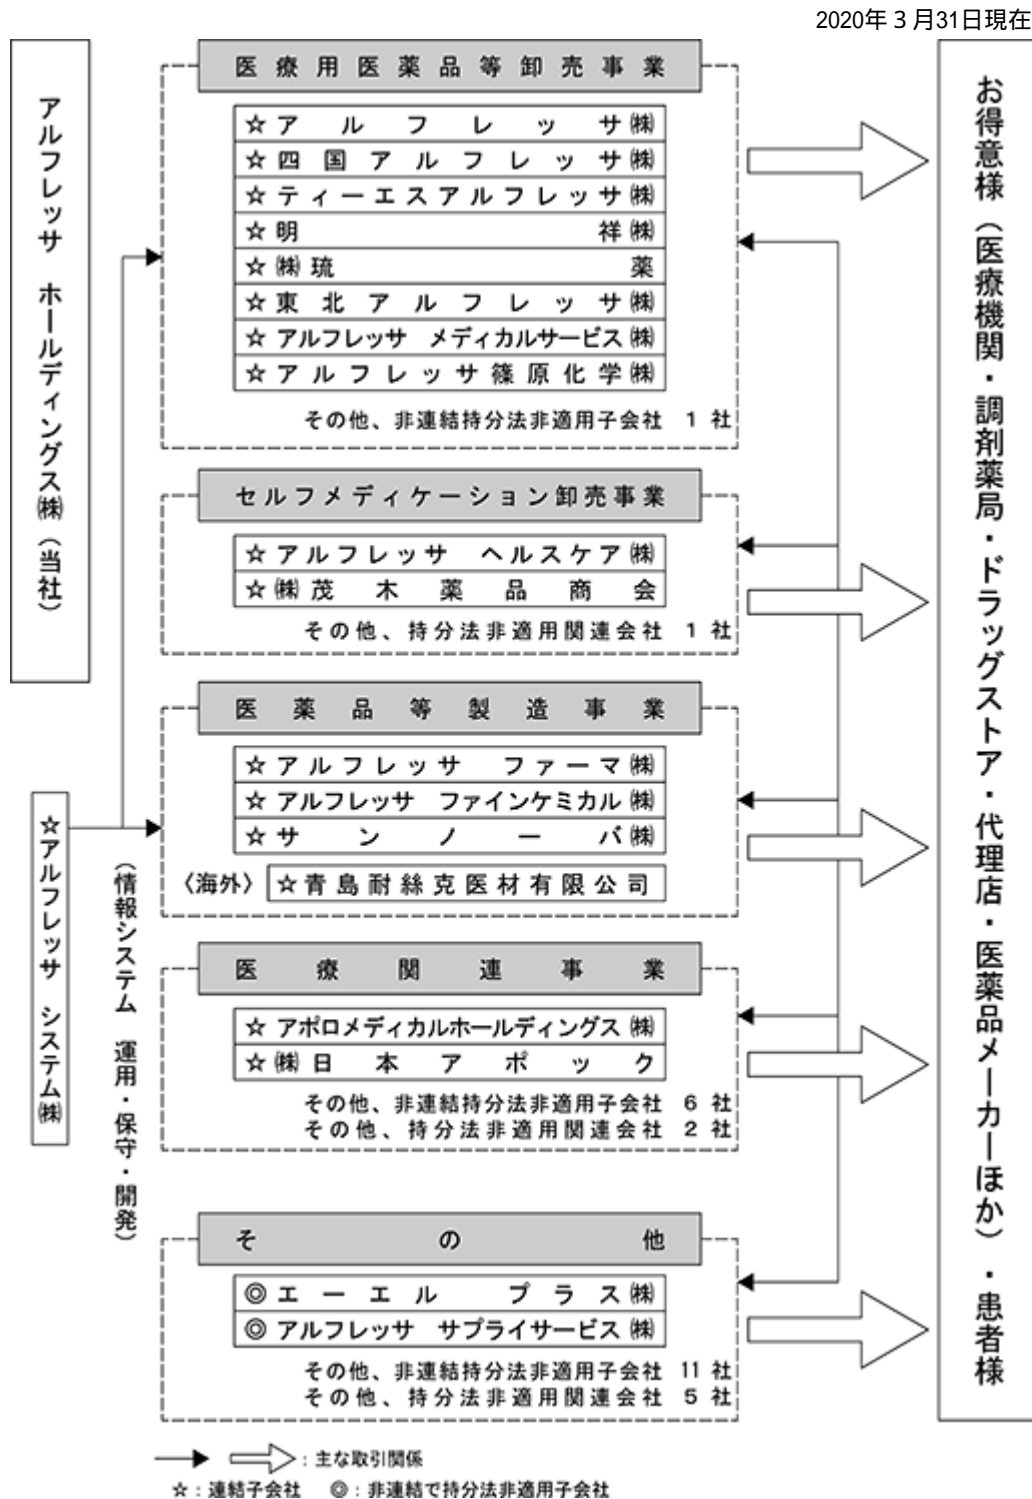 2020年３月31日現在
アルフレッサ ホールディングス㈱（当社）
☆アルフレッサ システム㈱
（情報システム 運用・保守・開発）
医療用医薬品等卸売事業
☆アルフレッサ㈱
☆四国アルフレッサ㈱
☆ティーエスアルフレッサ㈱
☆明祥㈱
☆㈱琉薬
☆東北アルフレッサ㈱
☆アルフレッサ メディカルサービス㈱
☆アルフレッサ篠原化学㈱
その他、非連結持分法非適用子会社 1 社
セルフメディケーション卸売事業
☆アルフレッサ ヘルスケア㈱
☆㈱茂木薬品商会
その他、持分法非適用関連会社 1 社
医薬品等製造事業
☆アルフレッサ ファーマ㈱
☆アルフレッサ ファインケミカル㈱
☆サンノーバ㈱
〈海外〉☆青島耐絲克医材有限公司
医療関連事業
☆アポロメディカルホールディングス㈱
☆㈱日本アポック
その他、非連結持分法非適用子会社 6 社
その他、持分法非適用関連会社 2 社
その他
◎エーエル プラス㈱
◎アルフレッサ サプライサービス㈱
その他、非連結持分法非適用子会社 11 社
その他、持分法非適用関連会社 5 社
お得意様（医療機関・調剤薬局・ドラッグストア・代理店・医薬品メーカーほか）・患者様
：主な取引関係
☆：連結子会社 ◎：非連結で持分法非適用子会社